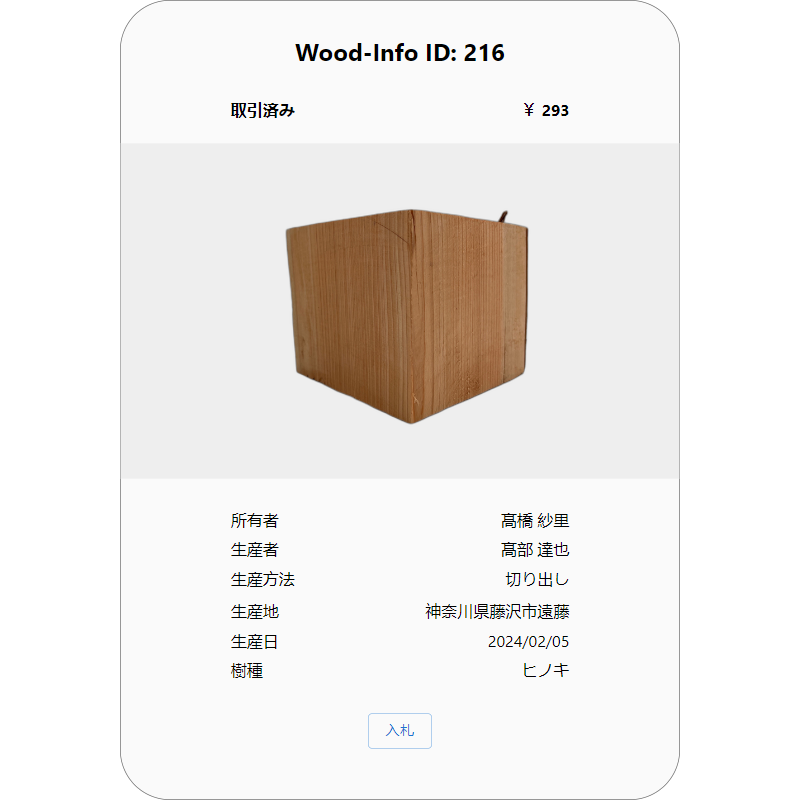 Wood-Info ID: 216
取引済み ￥ 293
所有者 髙橋 紗里
生産者 髙部 達也
生産方法 切り出し
生産地 神奈川県藤沢市遠藤
生産日 2024/02/05
樹種 ヒノキ
入札